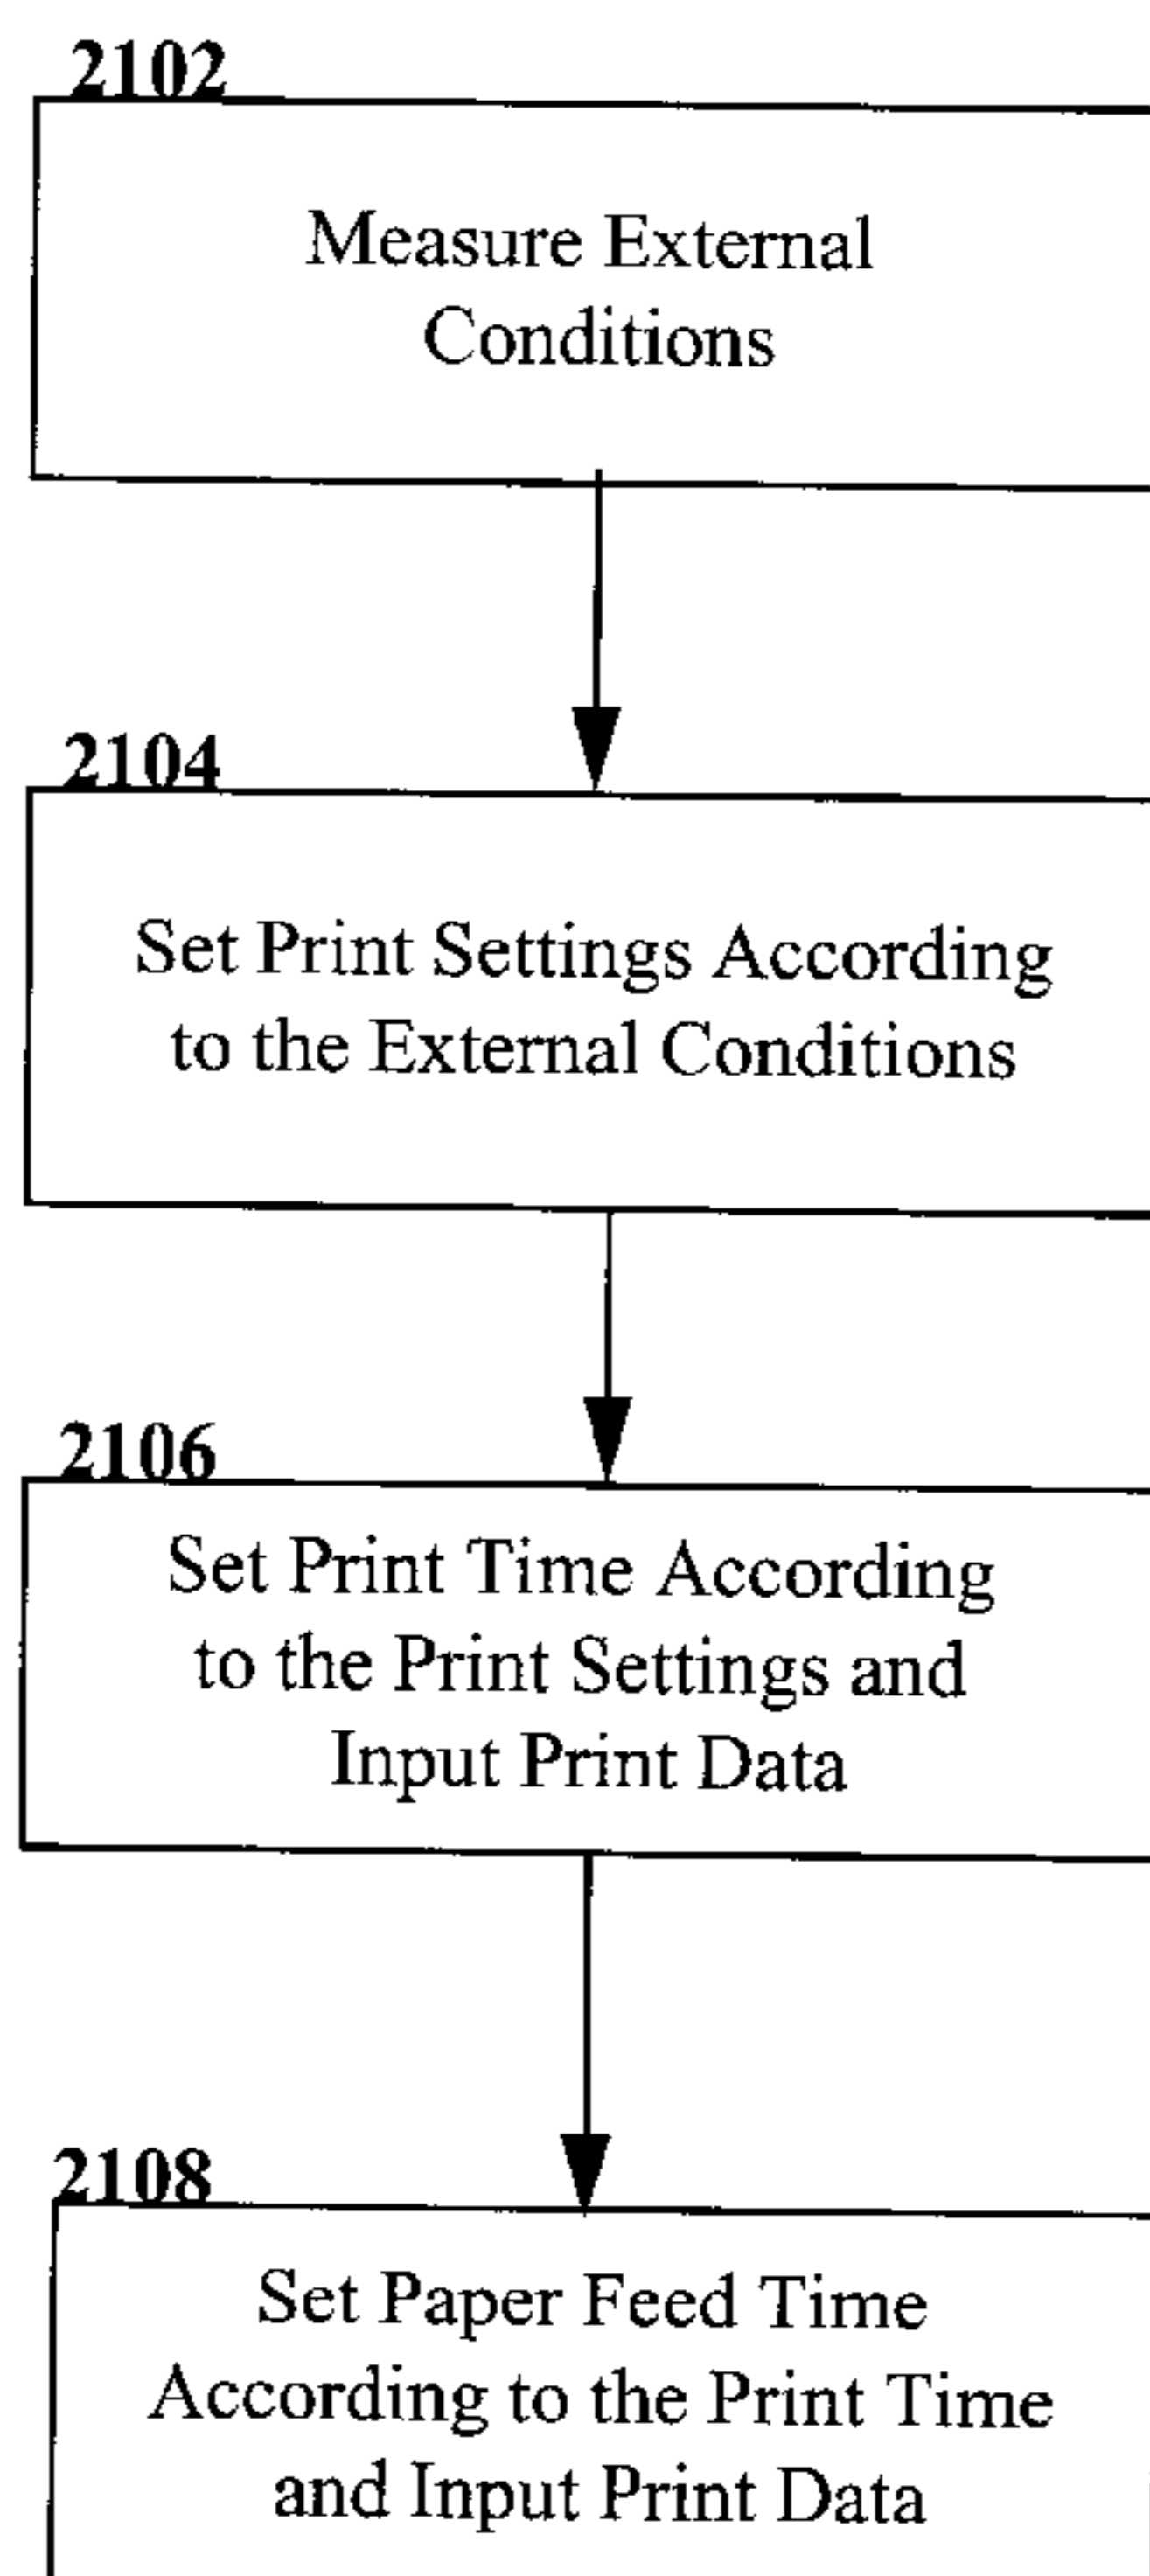 2102
Measure External
Conditions
2104
Set Print Settings According
to the External Conditions
2106
Set Print Time According
to the Print Settings and
Input Print Data
2108
Set Paper Feed Time
According to the Print Time
and Input Print Data